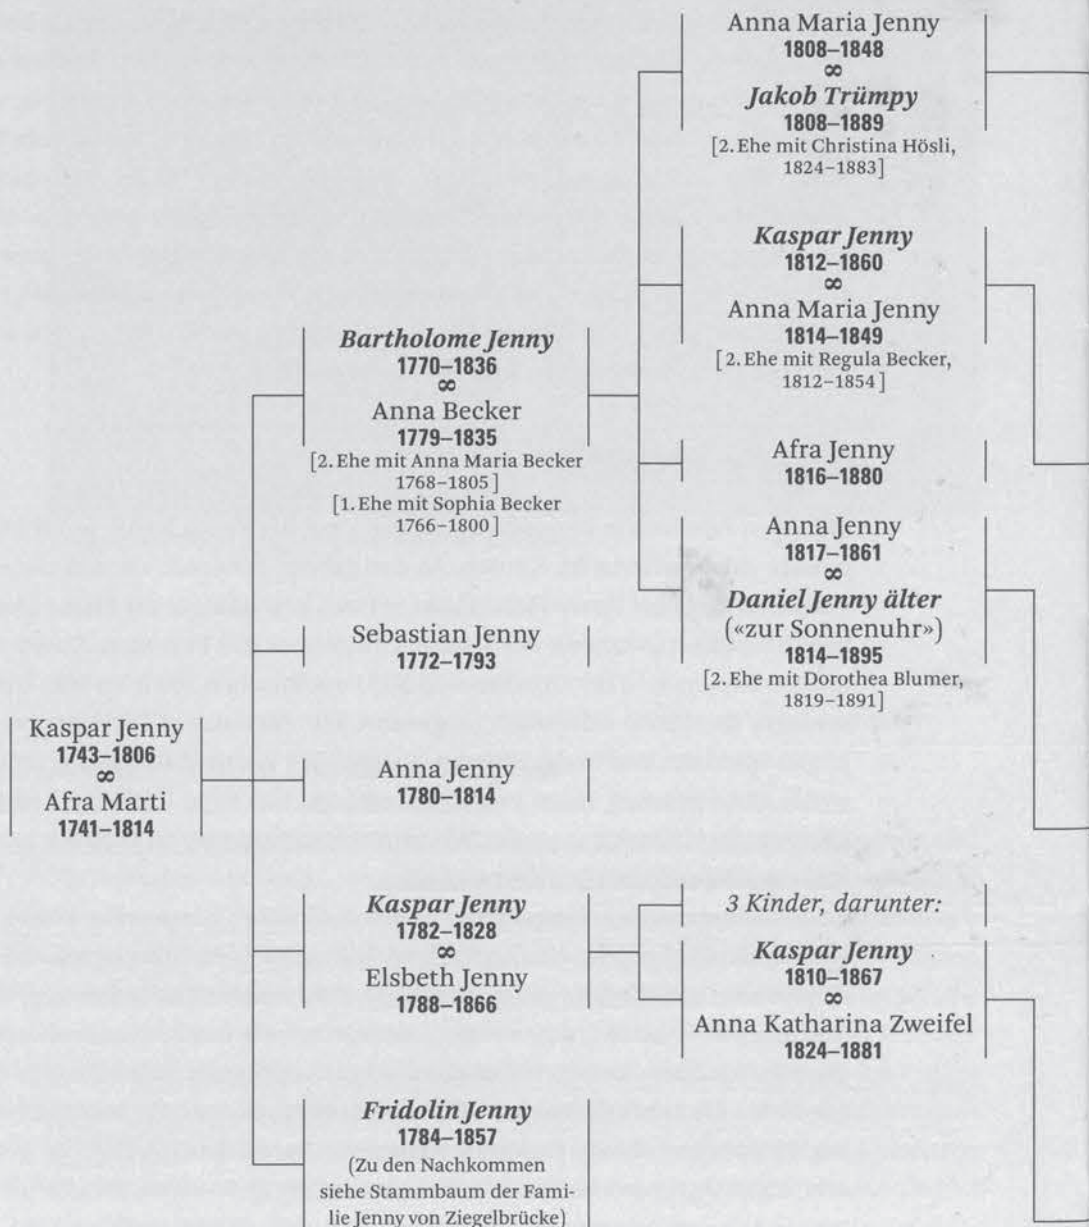 Kaspar Jenny
1743–1806
∞
Afra Marti
1741–1814
Bartholome Jenny
1770–1836
∞
Anna Becker
1779–1835
[2. Ehe mit Anna Maria Becker
1768–1805]
[1. Ehe mit Sophia Becker
1766–1800]
Sebastian Jenny
1772–1793
Anna Jenny
1780–1814
Kaspar Jenny
1782–1828
∞
Elsbeth Jenny
1788–1866
Fridolin Jenny
1784–1857
(Zu den Nachkommen
siehe Stammbaum der Fami-
lie Jenny von Ziegelbrücke)
Anna Maria Jenny
1808–1848
∞
Jakob Trümpy
1808–1889
[2. Ehe mit Christina Hösli,
1824–1883]
Kaspar Jenny
1812–1860
∞
Anna Maria Jenny
1814–1849
[2. Ehe mit Regula Becker,
1812–1854]
Afra Jenny
1816–1880
Anna Jenny
1817–1861
∞
Daniel Jenny älter
(«zur Sonnenuhr»)
1814–1895
[2. Ehe mit Dorothea Blumer,
1819–1891]
3 Kinder, darunter:
Kaspar Jenny
1810–1867
∞
Anna Katharina Zweifel
1824–1881